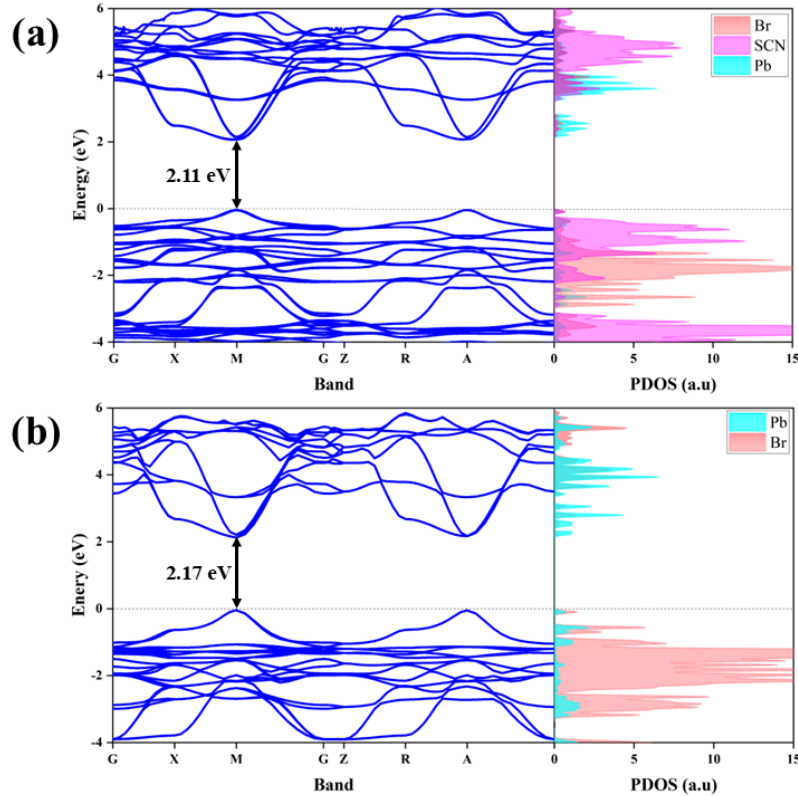 (a)
6
4
2
0
-2
-4
Energy (eV)
2.11 eV
G X M G Z R A
Band
Br
SCN
Pb
0 5 10 15
PDOS (a.u)
(b)
6
4
2
0
-2
-4
Enery (eV)
2.17 eV
G X M G Z R A
Band
Pb
Br
0 5 10 15
PDOS (a.u)